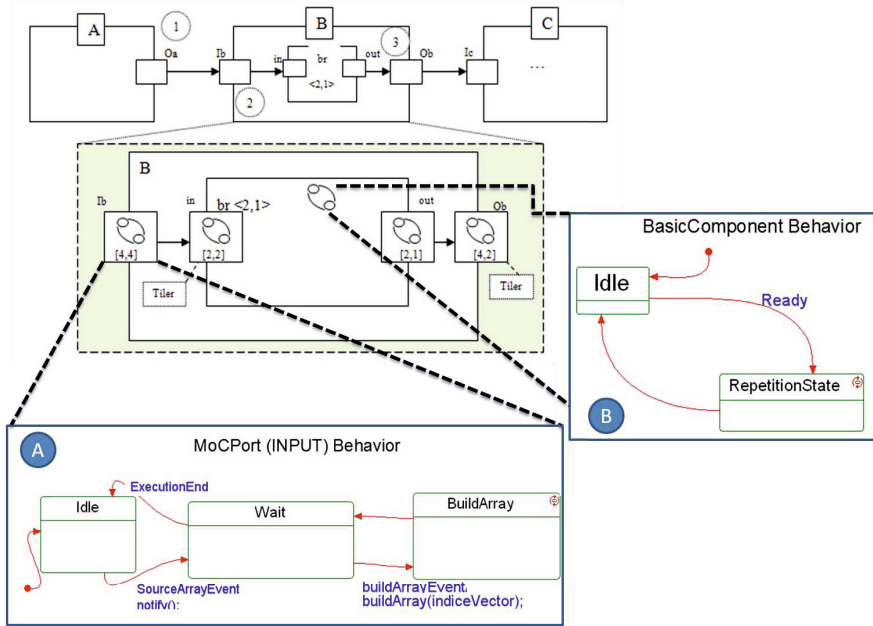 A
1
B
C
Oa
Ib
in
br
out
3
Ob
Ic
<2,1>
...
2
B
Ib
in
br <2,1>
out
Ob
[4,4]
[2,2]
[2,1]
[4,2]
Tiler
Tiler
BasicComponent Behavior
Idle
Ready
RepetitionState
B
A
MoCPort (INPUT) Behavior
ExecutionEnd
Idle
Wait
BuildArray
SourceArrayEvent
notify();
buildArrayEvent/
buildArray(indiceVector);